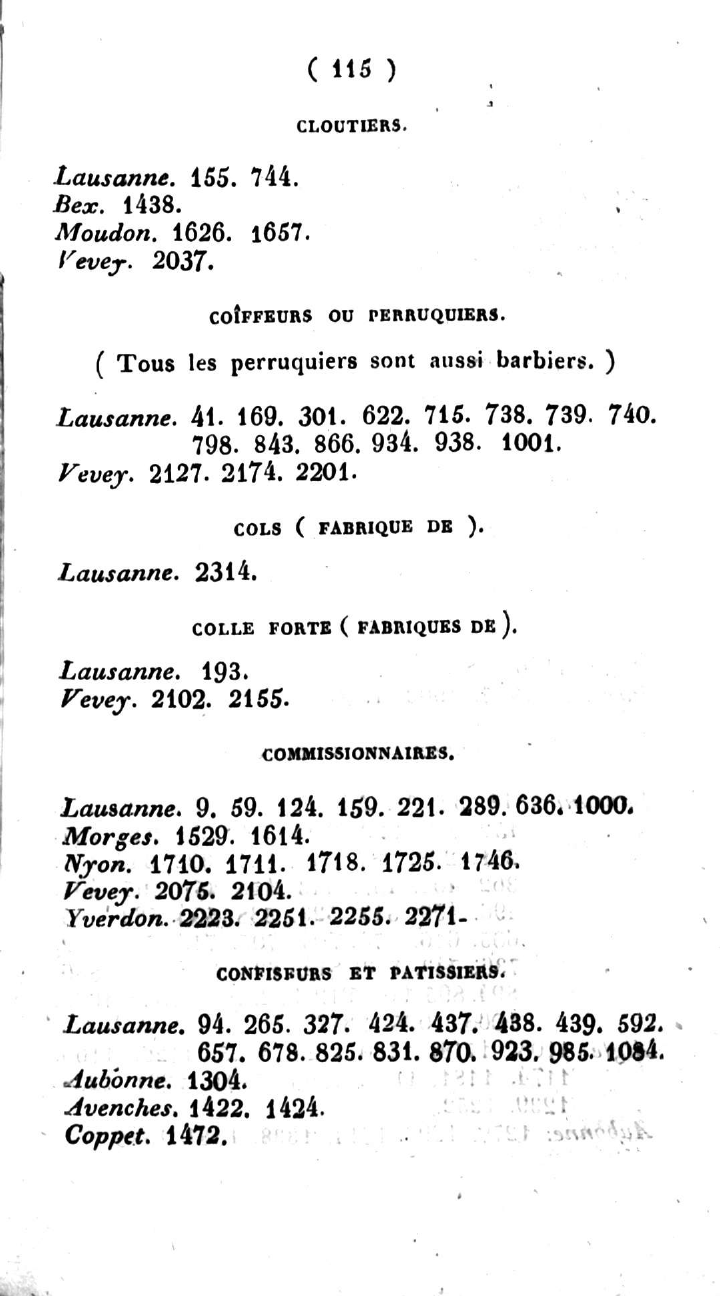 ( 115 )
CLOUTIERS.
Lausanne. 155. 744.
Bex. 1438.
Moudon. 1626. 1657.
Vevey. 2037.
COÎFFEURS OU PERRUQUIERS.
( Tous les perruquiers sont aussi barbiers. )
Lausanne. 41. 169. 301. 622. 715. 738. 739. 740.
798. 843. 866. 934. 938. 1001.
Vevey. 2127. 2174. 2201.
COLS ( FABRIQUE DE ).
Lausanne. 2314.
COLLE FORTE ( FABRIQUES DE ).
Lausanne. 193.
Vevey. 2102. 2155.
COMMISSIONNAIRES.
Lausanne. 9. 59. 124. 159. 221. 289. 636. 1000.
Morges. 1529. 1614.
Nyon. 1710. 1711. 1718. 1725. 1746.
Vevey. 2075. 2104.
Yverdon. 2223. 2251. 2255. 2271.
CONFISEURS ET PATISSIERS.
Lausanne. 94. 265. 327. 424. 437. 438. 439. 592.
657. 678. 825. 831. 870. 923. 985. 1084.
Aubonne. 1304.
Avenches. 1422. 1424.
Coppet. 1472.